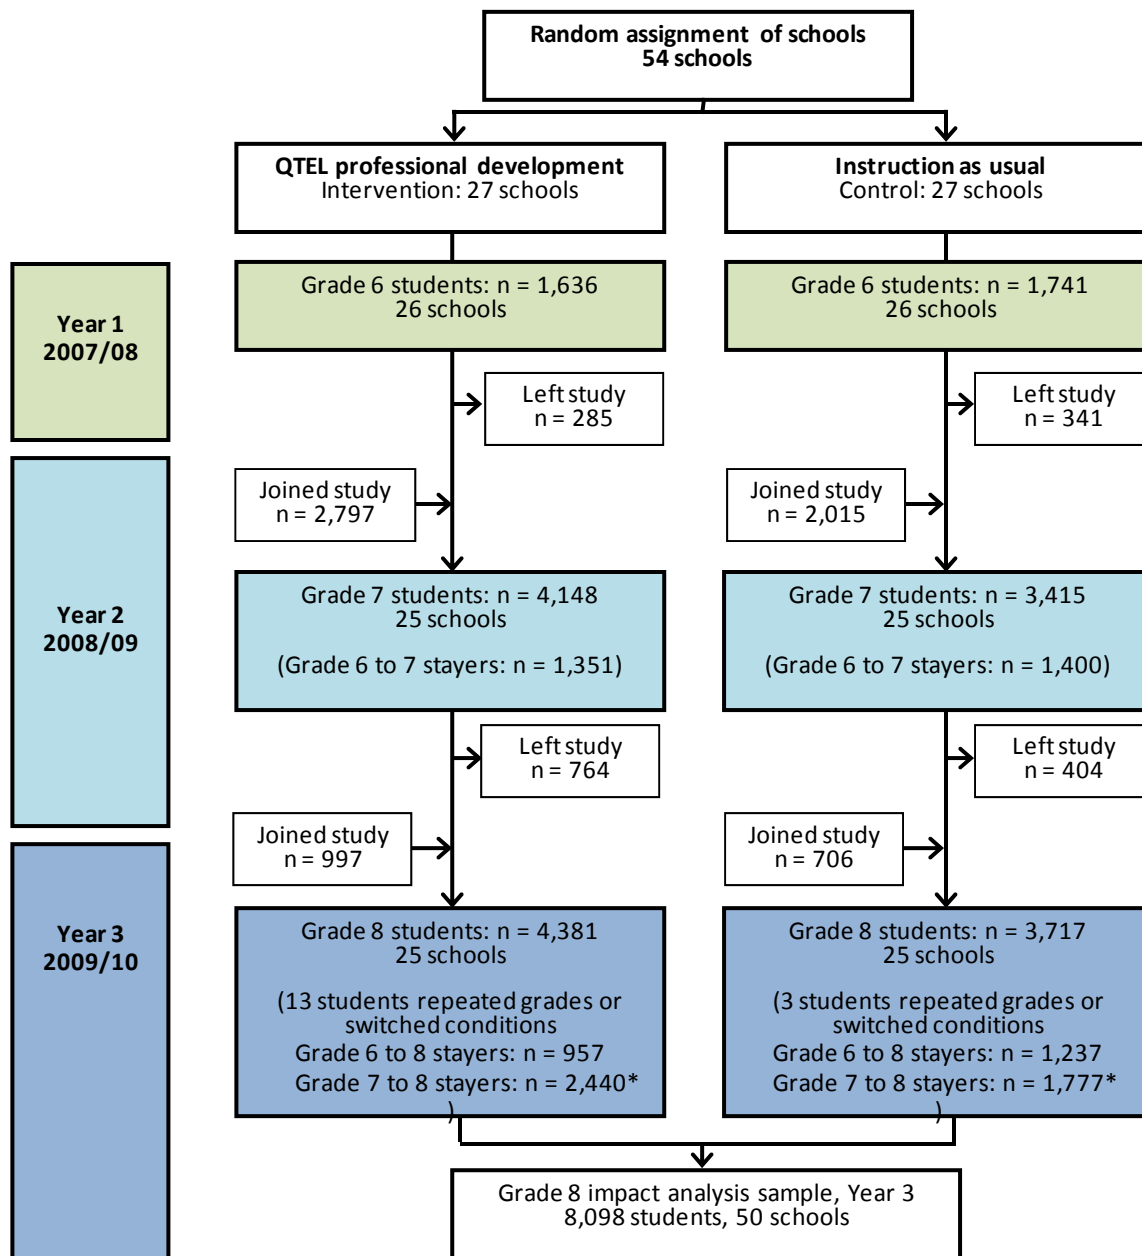 Random assignment of schools
54 schools
QTEL professional development
Intervention: 27 schools
Instruction as usual
Control: 27 schools
Year 1
2007/08
Grade 6 students: n = 1,636
26 schools
Grade 6 students: n = 1,741
26 schools
Left study
n = 285
Left study
n = 341
Joined study
n = 2,797
Joined study
n = 2,015
Year 2
2008/09
Grade 7 students: n = 4,148
25 schools
(Grade 6 to 7 stayers: n = 1,351)
Grade 7 students: n = 3,415
25 schools
(Grade 6 to 7 stayers: n = 1,400)
Left study
n = 764
Left study
n = 404
Joined study
n = 997
Joined study
n = 706
Year 3
2009/10
Grade 8 students: n = 4,381
25 schools
(13 students repeated grades or
switched conditions
Grade 6 to 8 stayers: n = 957
Grade 7 to 8 stayers: n = 2,440*
)
Grade 8 students: n = 3,717
25 schools
(3 students repeated grades or
switched conditions
Grade 6 to 8 stayers: n = 1,237
Grade 7 to 8 stayers: n = 1,777*
)
Grade 8 impact analysis sample, Year 3
8,098 students, 50 schools